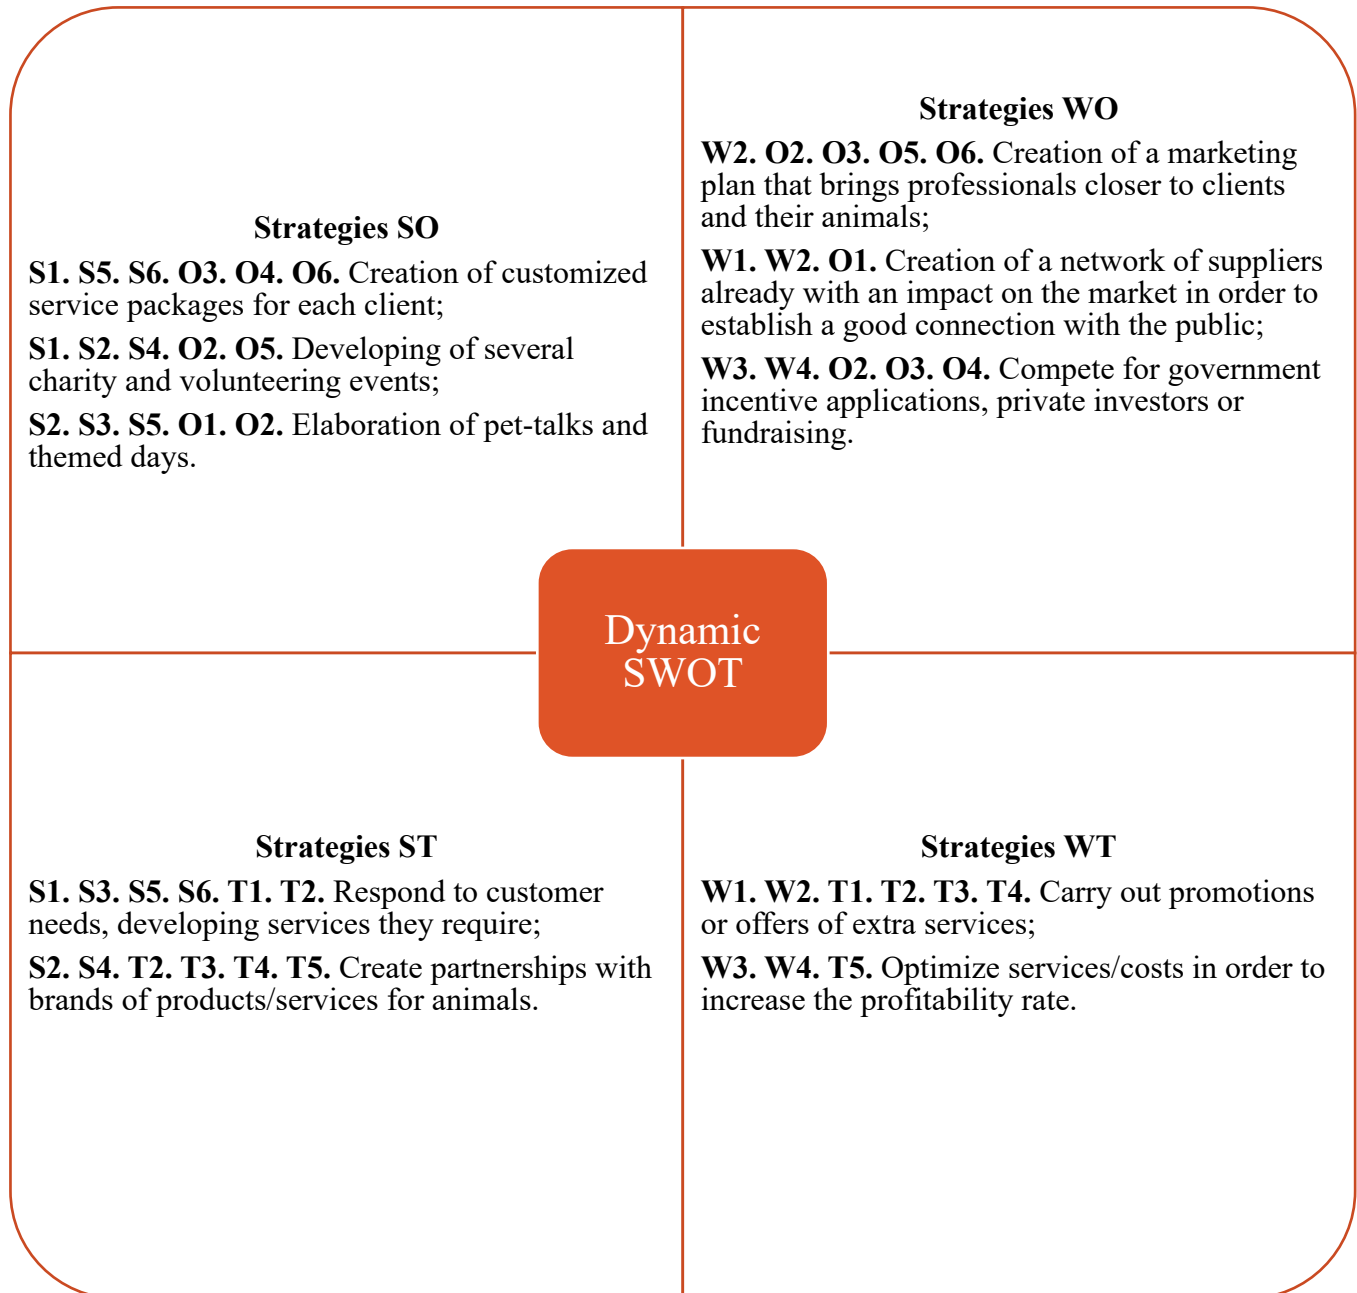 Strategies SO
S1. S5. S6. O3. O4. O6. Creation of customized
service packages for each client;
S1. S2. S4. O2. O5. Developing of several
charity and volunteering events;
S2. S3. S5. O1. O2. Elaboration of pet-talks and
themed days.
Strategies WO
W2. O2. O3. O5. O6. Creation of a marketing
plan that brings professionals closer to clients
and their animals;
W1. W2. O1. Creation of a network of suppliers
already with an impact on the market in order to
establish a good connection with the public;
W3. W4. O2. O3. O4. Compete for government
incentive applications, private investors or
fundraising.
Dynamic
SWOT
Strategies ST
S1. S3. S5. S6. T1. T2. Respond to customer
needs, developing services they require;
S2. S4. T2. T3. T4. T5. Create partnerships with
brands of products/services for animals.
Strategies WT
W1. W2. T1. T2. T3. T4. Carry out promotions
or offers of extra services;
W3. W4. T5. Optimize services/costs in order to
increase the profitability rate.